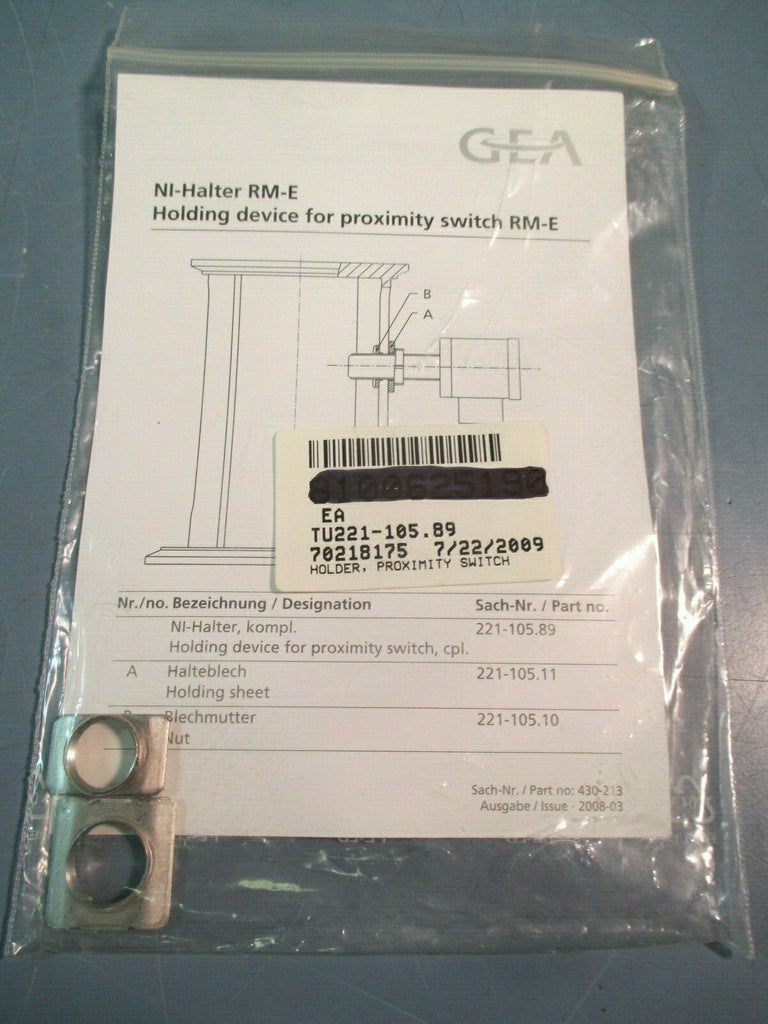 GEA
NI-Halter RM-E
Holding device for proximity switch RM-E
B
A
8100625190
EA
TU221-105.89
70218175 7/22/2009
HOLDER, PROXIMITY SWITCH
Nr./no. Bezeichnung / Designation Sach-Nr. / Part no.
NI-Halter, kompl. 221-105.89
Holding device for proximity switch, cpl.
A Halteblech 221-105.11
Holding sheet
Blechmutter 221-105.10
Nut
Sach-Nr. / Part no: 430-213
Ausgabe / Issue - 2008-03